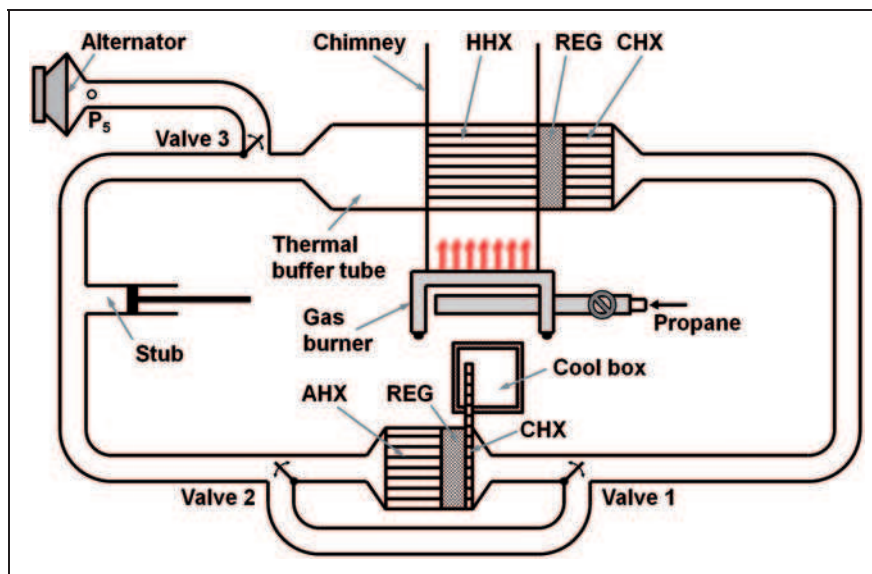 Alternator
Chimney
HHX
REG
CHX
P5
Valve 3
Thermal
buffer tube
Gas
burner
Propane
Stub
Cool box
AHX
REG
CHX
Valve 2
Valve 1